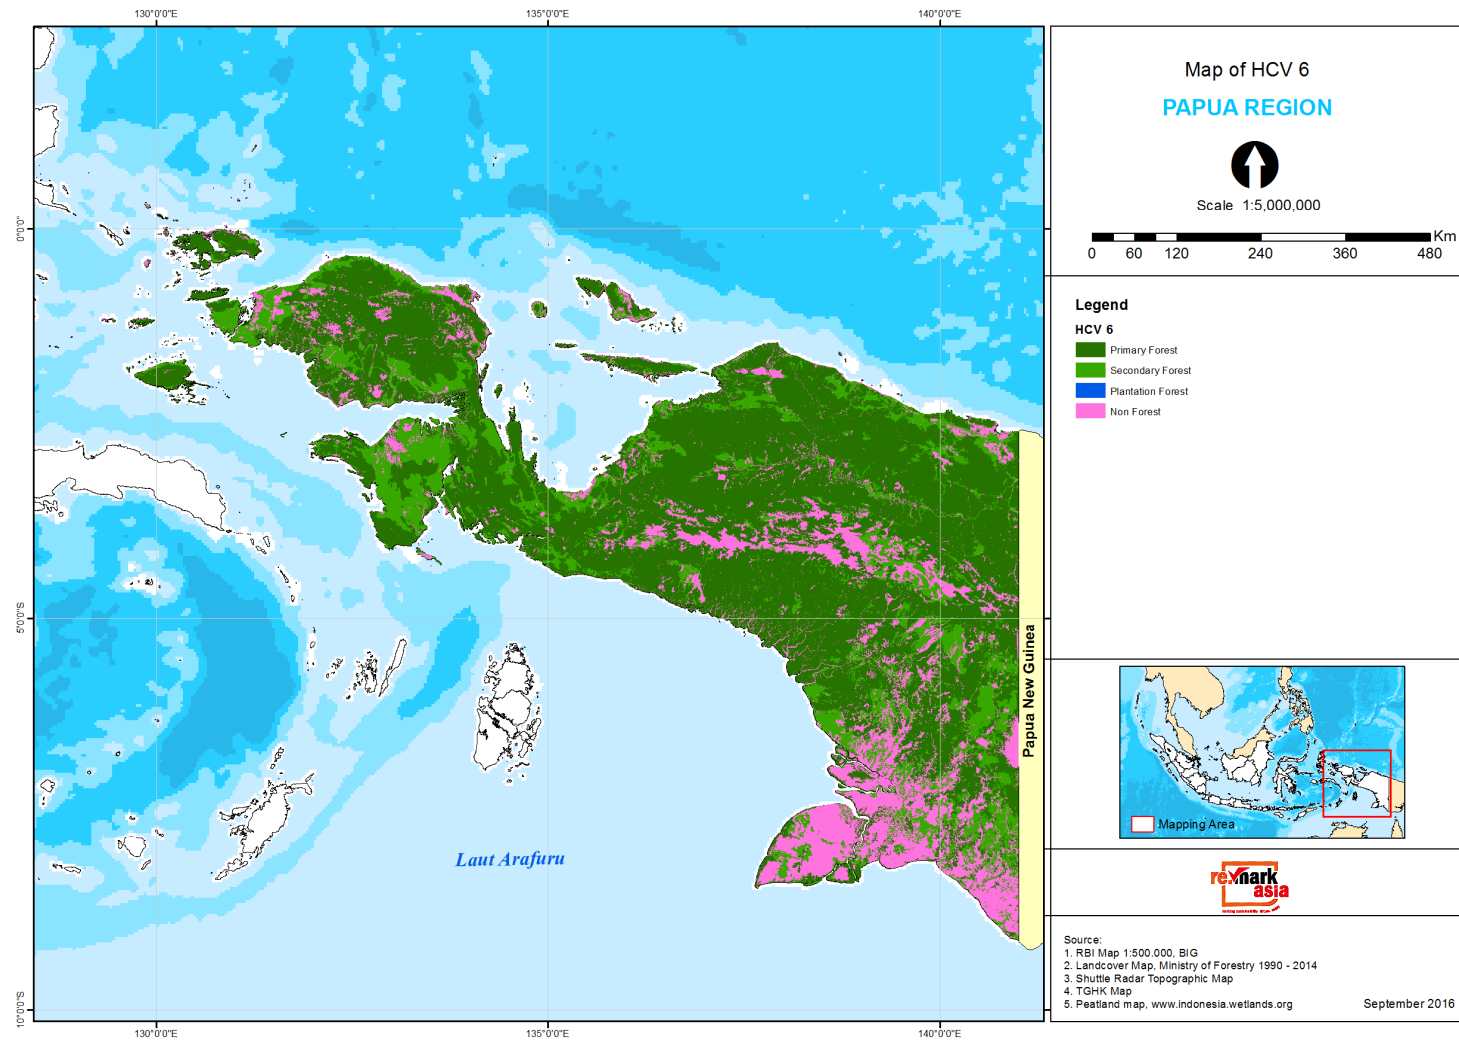 130°0'0"E
135°0'0"E
140°0'0"E
0°0'0"
5°0'0"S
10°0'0"S
130°0'0"E
135°0'0"E
140°0'0"E
Laut Arafuru
Papua New Guinea
Map of HCV 6
PAPUA REGION
Scale 1:5,000,000
Km
0 60 120 240 360 480
Legend
HCV 6
Primary Forest
Secondary Forest
Plantation Forest
Non Forest
Mapping Area
re mark
asia
Source:
1. RBI Map 1:500.000, BIG
2. Landcover Map, Ministry of Forestry 1990 - 2014
3. Shuttle Radar Topographic Map
4. TGHK Map
5. Peatland map, www.indonesia.wetlands.org
September 2016